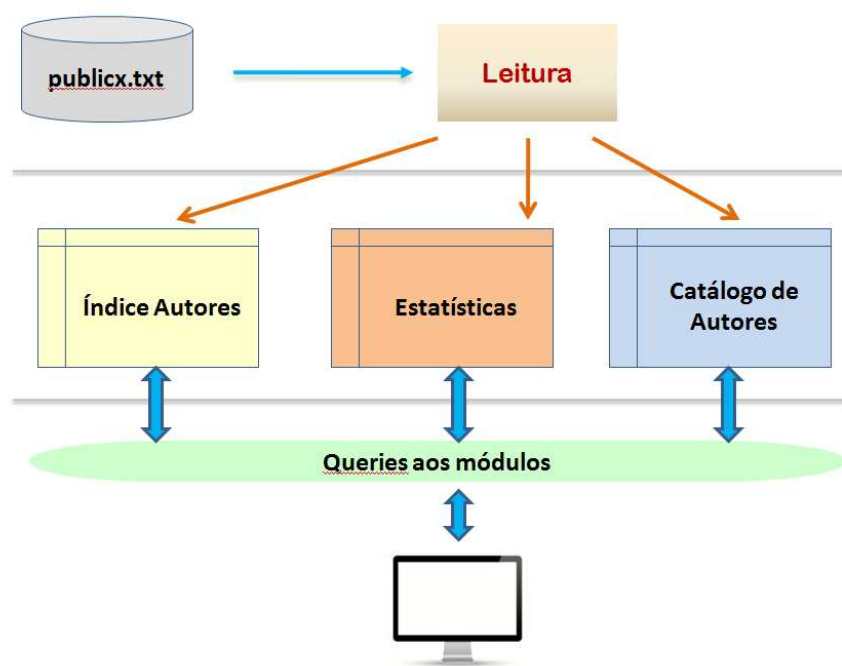 publicx.txt
Leitura
Índice Autores
Estatísticas
Catálogo de
Autores
Queries aos módulos